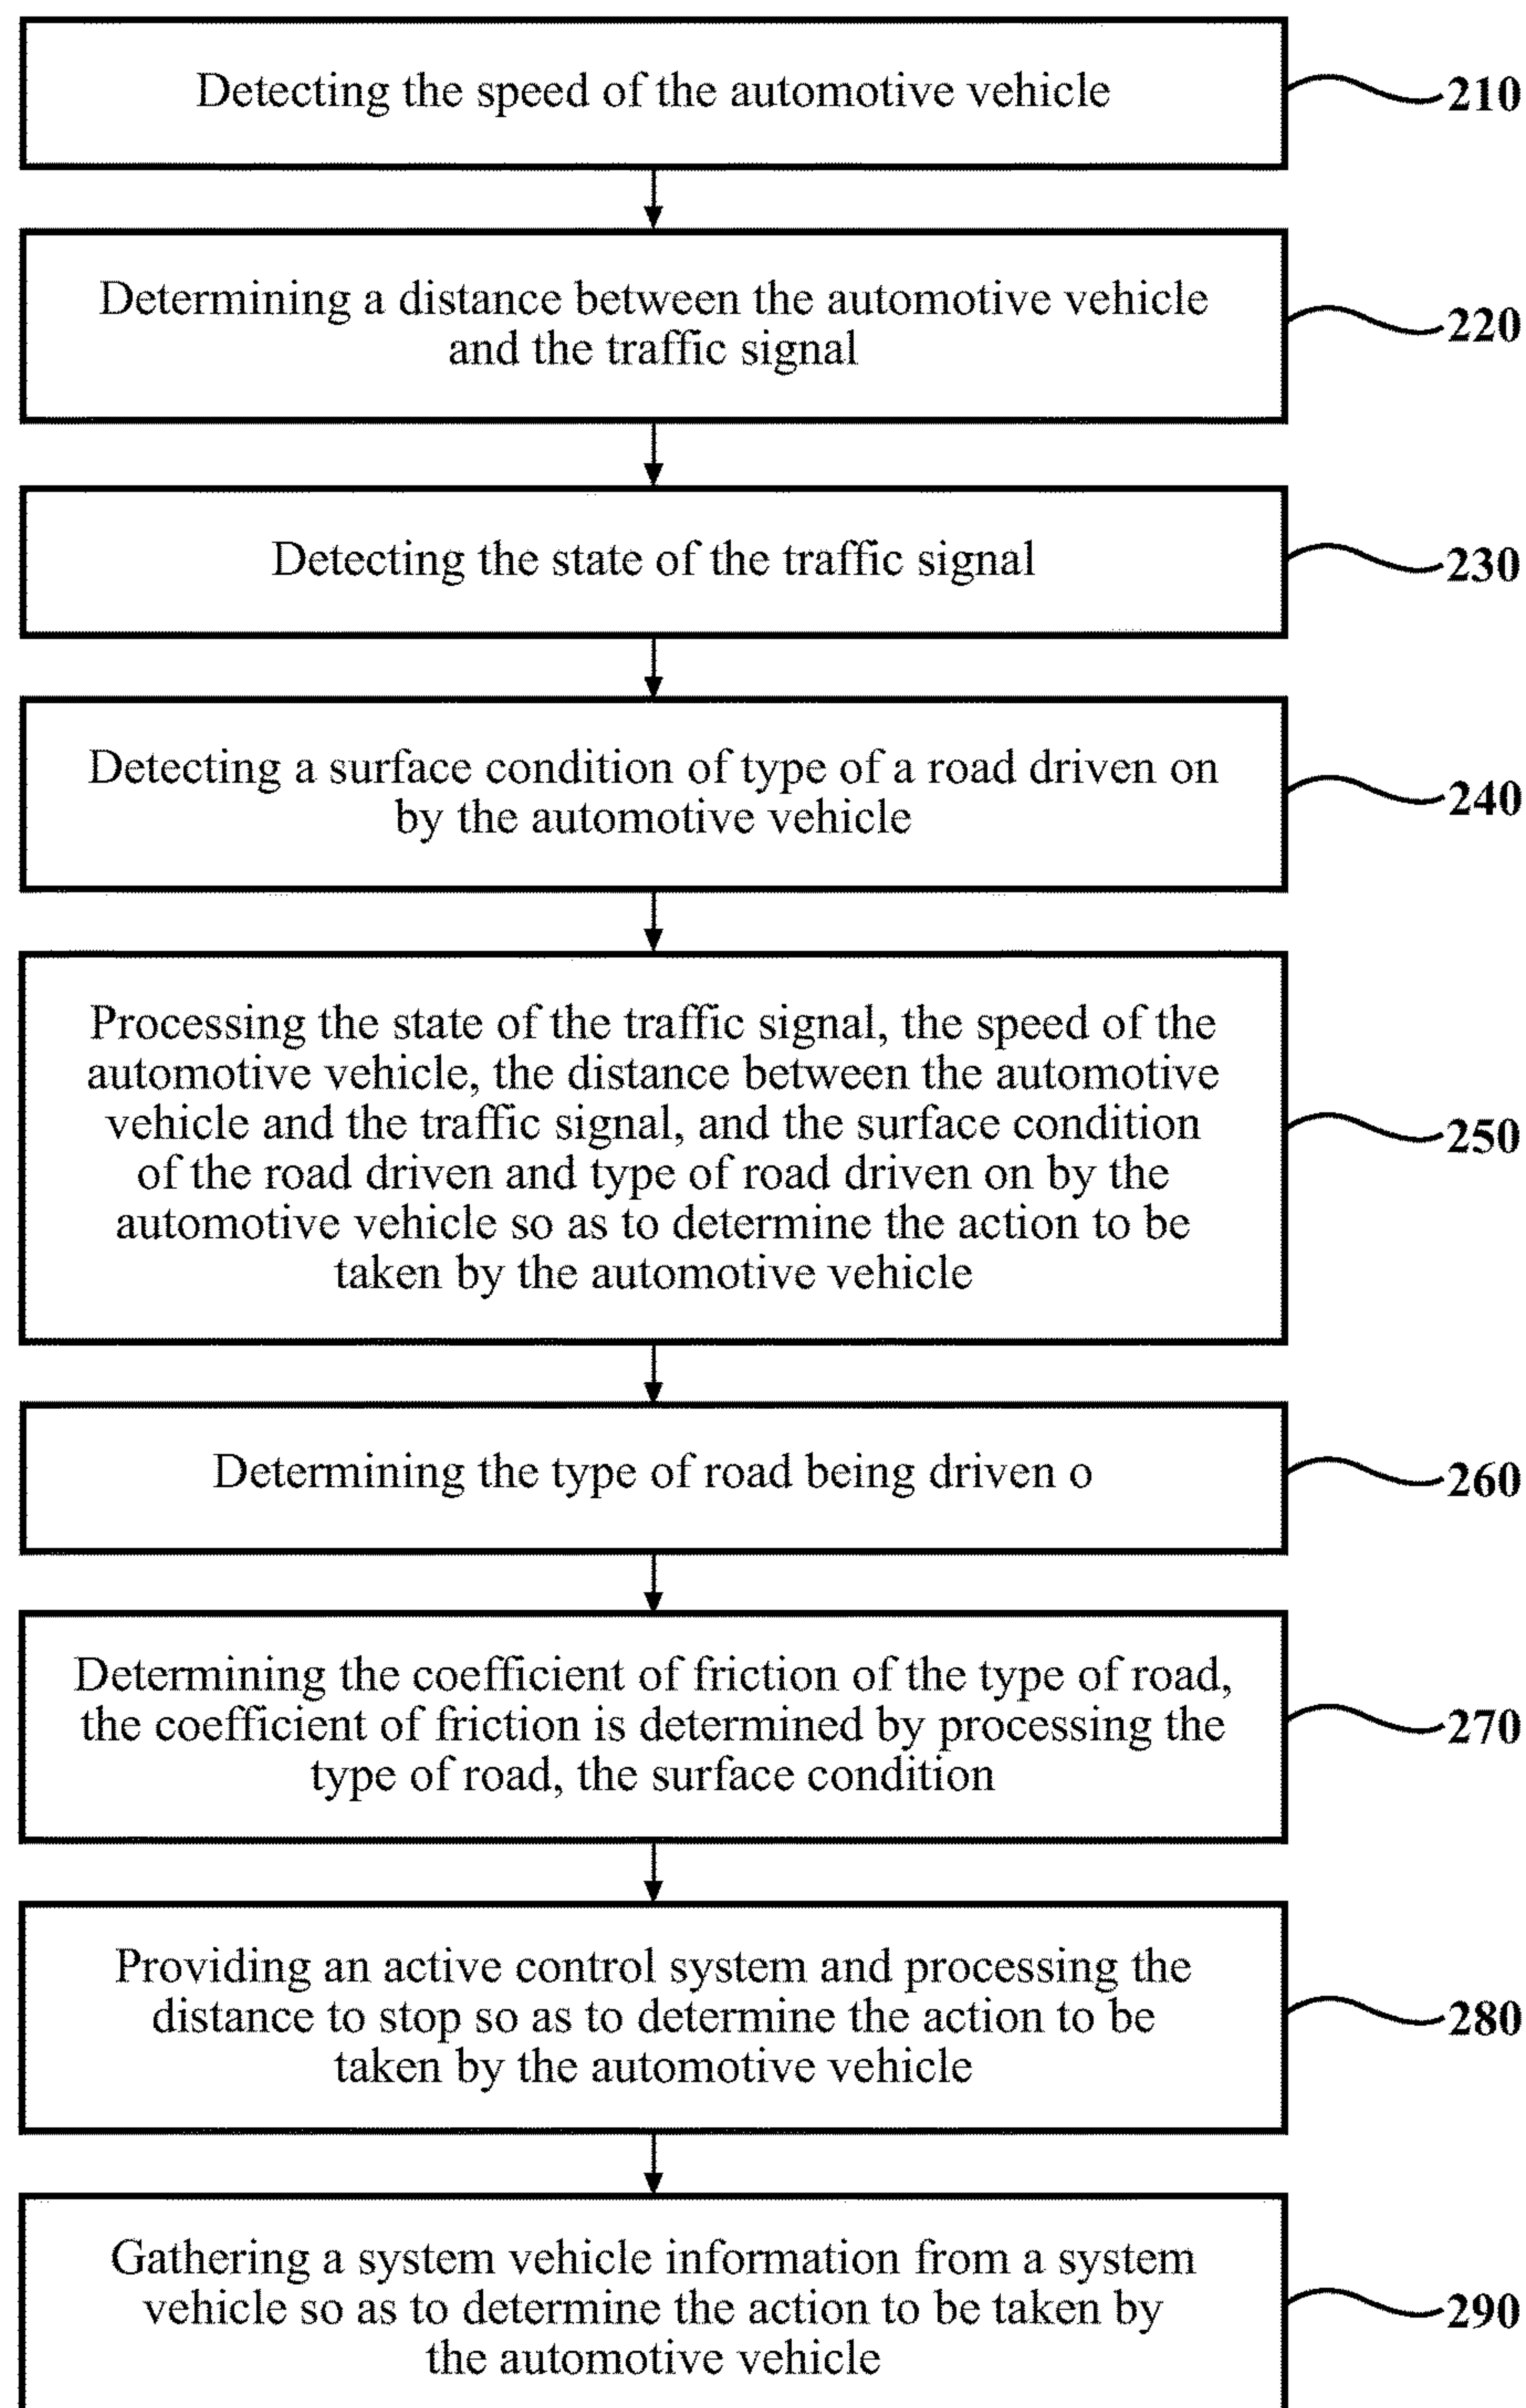 Detecting the speed of the automotive vehicle
210
Determining a distance between the automotive vehicle
and the traffic signal
220
Detecting the state of the traffic signal
230
Detecting a surface condition of type of a road driven on
by the automotive vehicle
240
Processing the state of the traffic signal, the speed of the
automotive vehicle, the distance between the automotive
vehicle and the traffic signal, and the surface condition
of the road driven and type of road driven on by the
automotive vehicle so as to determine the action to be
taken by the automotive vehicle
250
Determining the type of road being driven o
260
Determining the coefficient of friction of the type of road,
the coefficient of friction is determined by processing the
type of road, the surface condition
270
Providing an active control system and processing the
distance to stop so as to determine the action to be
taken by the automotive vehicle
280
Gathering a system vehicle information from a system
vehicle so as to determine the action to be taken by
the automotive vehicle
290